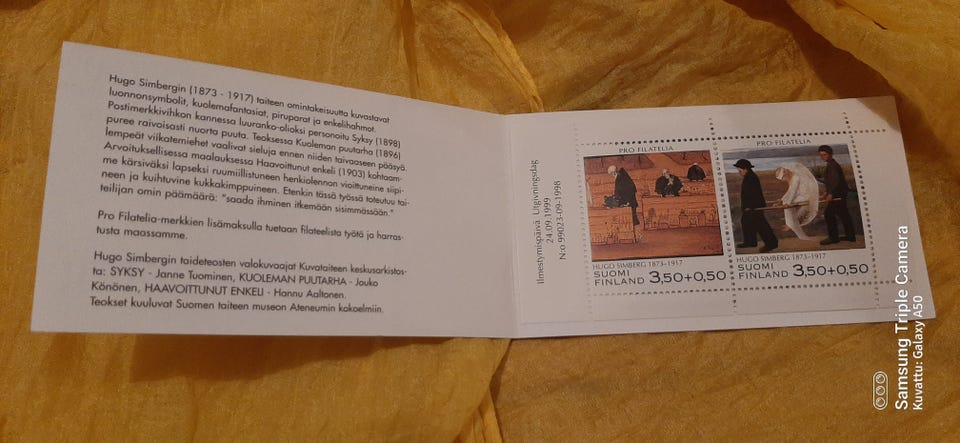 Hugo Simbergin (1873 - 1917) taiteen omintakeisuutta kuvastavat
luonnonsymbolit, kuolemafantasiat, piruparat ja enkelihahmot.
Postimerkkivihkon kannessa luuranko-olioksi personoitu Syksy (1898)
puree raivoisasti nuorta puuta. Teoksessa Kuoleman puutarha (1896)
lempeät viikatemiehet vaalivat sieluja ennen niiden taivaaseen pääsyä.
Arvoituksellisessa maalauksessa Haavoittunut enkeli (1903) kohtaam-
me kärsiväksi lapseksi ruumiillistuneen henkiolennon vioittuneine siipi-
neen ja kuihtuvine kukkakimppuineen. Etenkin tässä työssä toteutuu tai-
teilijan omin päämäärä: "saada ihminen itkemään sisimmässään."
Pro Filatelia-merkkien lisämaksulla tuetaan filateelista työtä ja harras-
tusta maassamme.
Hugo Simbergin taideteosten valokuvaajat Kuvataiteen keskusarkistos-
ta: SYKSY - Janne Tuominen, KUOLEMAN PUUTARHA - Jouko
Könönen, HAAVOITTUNUT ENKELI - Hannu Aaltonen.
Teokset kuuluvat Suomen taiteen museon Ateneumin kokoelmiin.
Ilmestymispäivä Utgivningsdag
24.09.1999
N:o 99023-09-1998
PRO FILATELIA
HUGO SIMBERG 1873–1917
SUOMI
FINLAND 3,50+0,50
PRO FILATELIA
HUGO SIMBERG 1873–1917
SUOMI
FINLAND 3,50+0,50
Samsung Triple Camera
Kuvattu: Galaxy A50